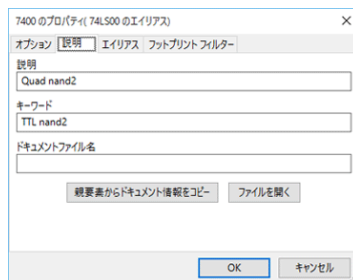 7400 のプロパティ( 74LS00 のエイリアス)
オプション 説明 エイリアス フットプリント フィルター
説明
Quad nand2
キーワード
TTL nand2
ドキュメントファイル名
親要素からドキュメント情報をコピー ファイルを開く
OK キャンセル